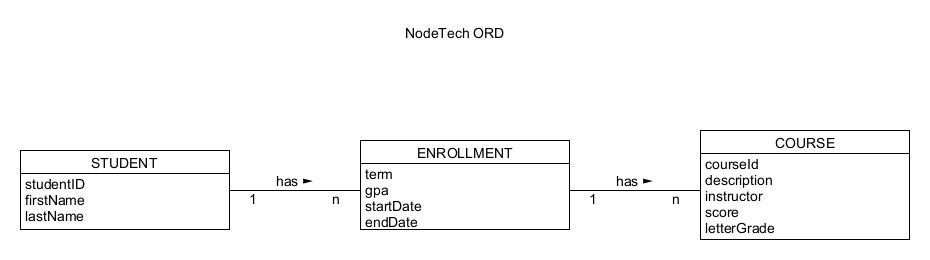 NodeTech ORD
STUDENT
studentID
firstName
lastName
has ►
1 n
ENROLLMENT
term
gpa
startDate
endDate
has ►
1 n
COURSE
courseId
description
instructor
score
letterGrade